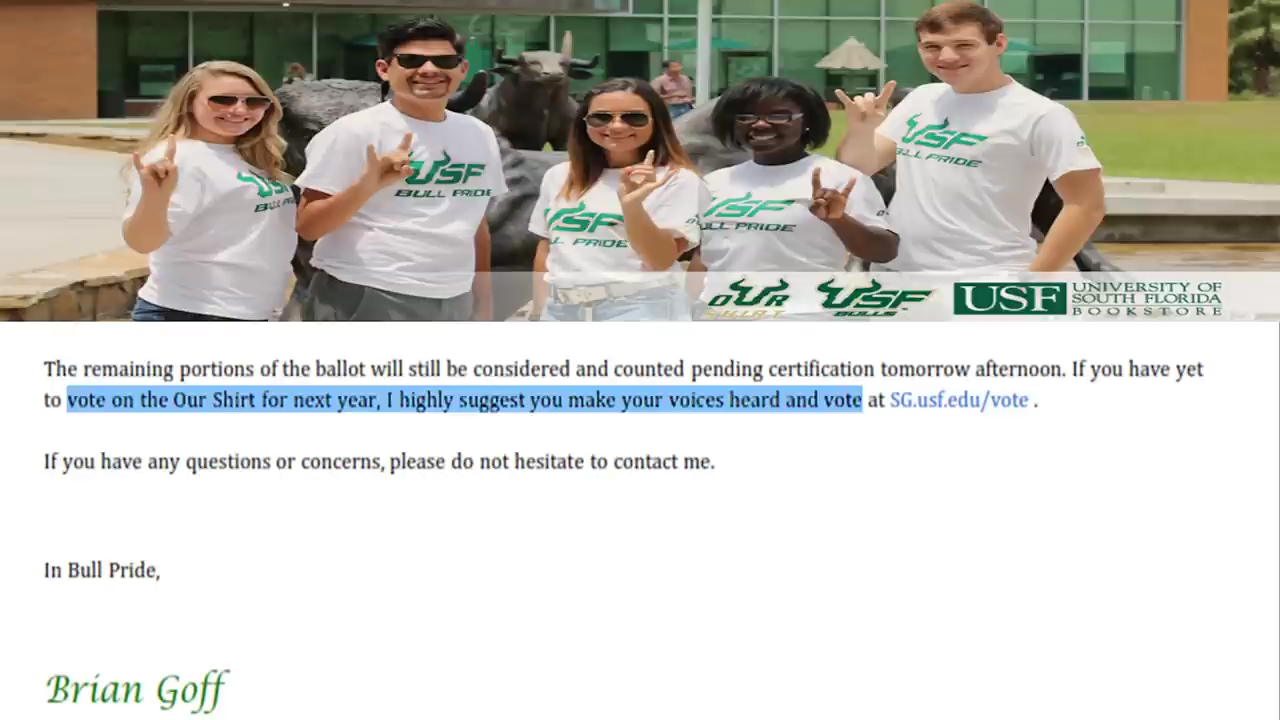 USF
BULL PRIDE
USF
BULL PRIDE
USF
BULL PRIDE
USF
BULL PRIDE
USF
BULL PRIDE
OUR
SHIRT
USF
BULLS
USF
UNIVERSITY OF
SOUTH FLORIDA
BOOKSTORE
The remaining portions of the ballot will still be considered and counted pending certification tomorrow afternoon. If you have yet
to vote on the Our Shirt for next year, I highly suggest you make your voices heard and vote at SG.usf.edu/vote .
If you have any questions or concerns, please do not hesitate to contact me.
In Bull Pride,
Brian Goff